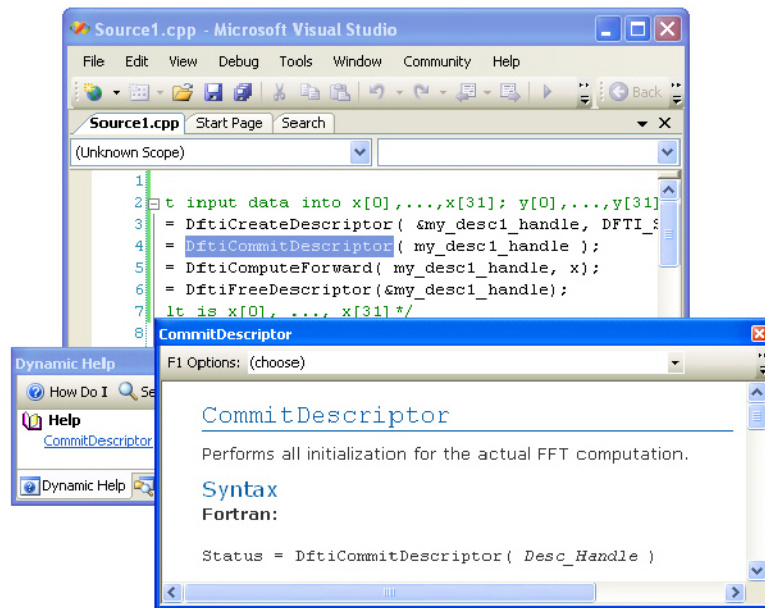 Source1.cpp - Microsoft Visual Studio
File Edit View Debug Tools Window Community Help
Back
Source1.cpp Start Page Search
(Unknown Scope)
1
2 t input data into x[0],...,x[31]; y[0],...,y[31]
3 = DftiCreateDescriptor( &my_desc1_handle, DFTI_S
4 = DftiCommitDescriptor( my_desc1_handle );
5 = DftiComputeForward( my_desc1_handle, x);
6 = DftiFreeDescriptor(&my_desc1_handle);
7 lt is x[0], ..., x[31]*/
8
CommitDescriptor
F1 Options: (choose)
CommitDescriptor
Performs all initialization for the actual FFT computation.
Syntax
Fortran:
Status = DftiCommitDescriptor( Desc_Handle )
Dynamic Help
How Do I Se
Help
CommitDescriptor
Dynamic Help